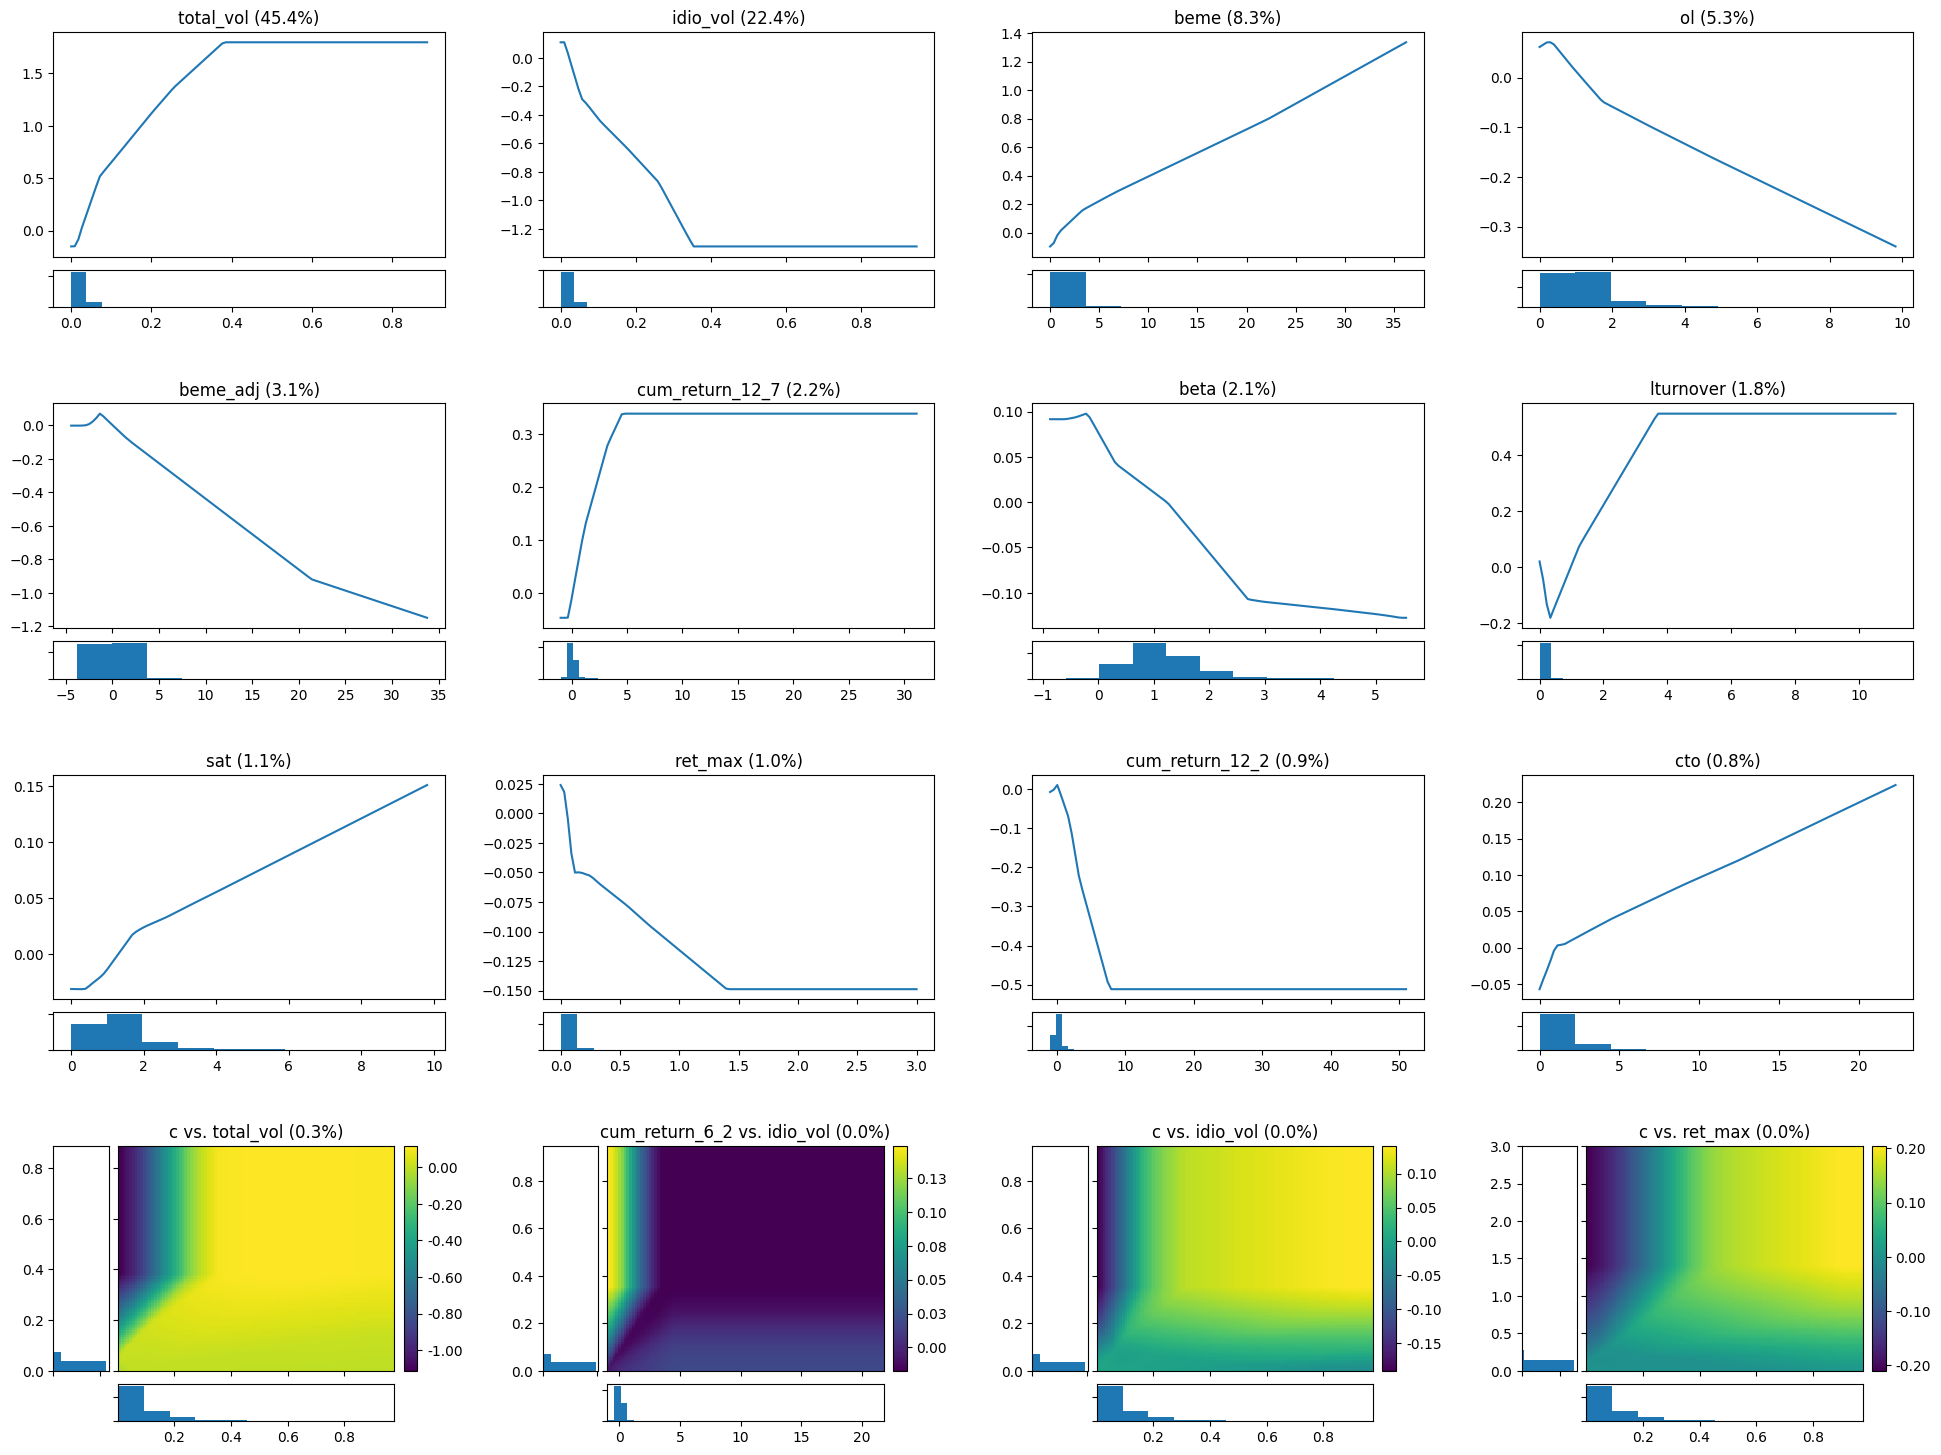 total_vol (45.4%) idio_vol (22.4%) beme (8.3%) ol (5.3%)
1.5 1.0 0.5 0.0
0.0 −0.2 −0.4 −0.6 −0.8 −1.0 −1.2
1.4 1.2 1.0 0.8 0.6 0.4 0.2 0.0
0.0 −0.1 −0.2 −0.3
0.0 0.2 0.4 0.6 0.8
0.0 0.2 0.4 0.6 0.8
0 5 10 15 20 25 30 35
0 2 4 6 8 10
beme_adj (3.1%) cum_return_12_7 (2.2%) beta (2.1%) lturnover (1.8%)
0.0 −0.2 −0.4 −0.6 −0.8 −1.0 −1.2
0.3 0.2 0.1 0.0
0.10 0.05 0.00 −0.05 −0.10
0.4 0.2 0.0 −0.2
−5 0 5 10 15 20 25 30 35
0 5 10 15 20 25 30
−1 0 1 2 3 4 5
0 2 4 6 8 10
sat (1.1%) ret_max (1.0%) cum_return_12_2 (0.9%) cto (0.8%)
0.15 0.10 0.05 0.00
0.025 0.000 −0.025 −0.050 −0.075 −0.100 −0.125 −0.150
0.0 −0.1 −0.2 −0.3 −0.4 −0.5
0.20 0.15 0.10 0.05 0.00 −0.05
0 2 4 6 8 10
0.0 0.5 1.0 1.5 2.0 2.5 3.0
0 10 20 30 40 50
0 5 10 15 20
c vs. total_vol (0.3%) cum_return_6_2 vs. idio_vol (0.0%) c vs. idio_vol (0.0%) c vs. ret_max (0.0%)
0.8 0.6 0.4 0.2 0.0
0.00 -0.20 -0.40 -0.60 -0.80 -1.00
0.8 0.6 0.4 0.2 0.0
0.13 0.10 0.08 0.05 0.03 0.00
0.8 0.6 0.4 0.2 0.0
0.10 0.05 0.00 -0.05 -0.10 -0.15
3.0 2.5 2.0 1.5 1.0 0.5 0.0
0.20 0.10 0.00 -0.10 -0.20
0.2 0.4 0.6 0.8
0 5 10 15 20
0.2 0.4 0.6 0.8
0.2 0.4 0.6 0.8